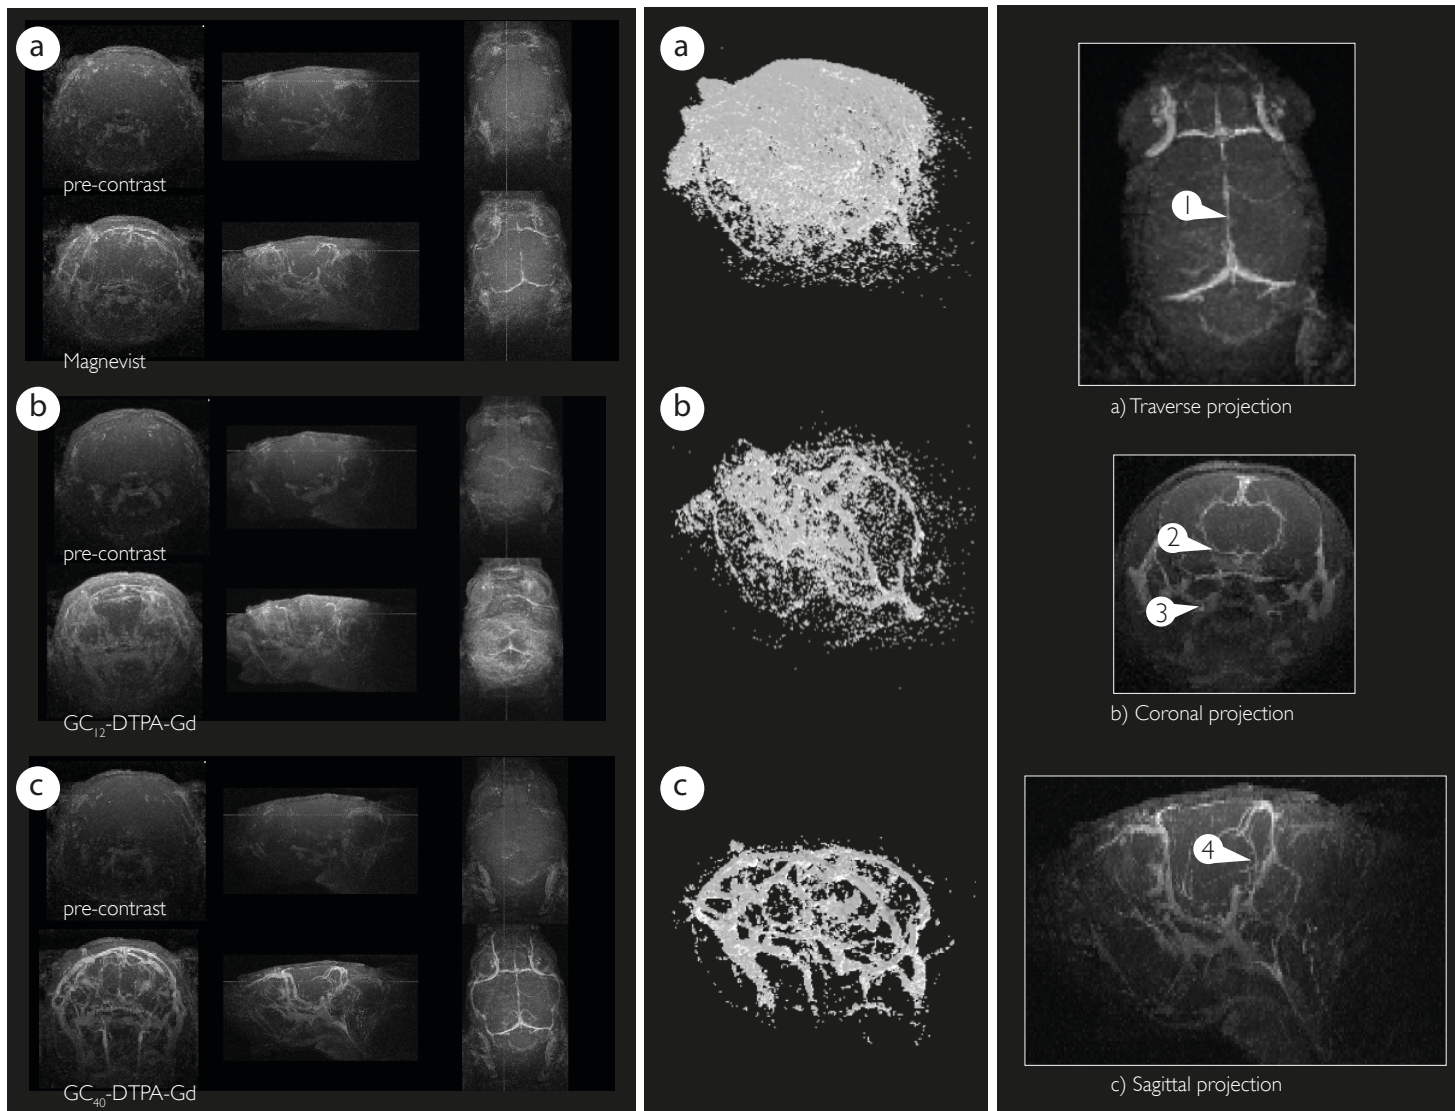 a
pre-contrast
Magnevist
b
pre-contrast
GC12-DTPA-Gd
c
pre-contrast
GC40-DTPA-Gd
a
b
c
1
a) Traverse projection
2
3
b) Coronal projection
4
c) Sagittal projection